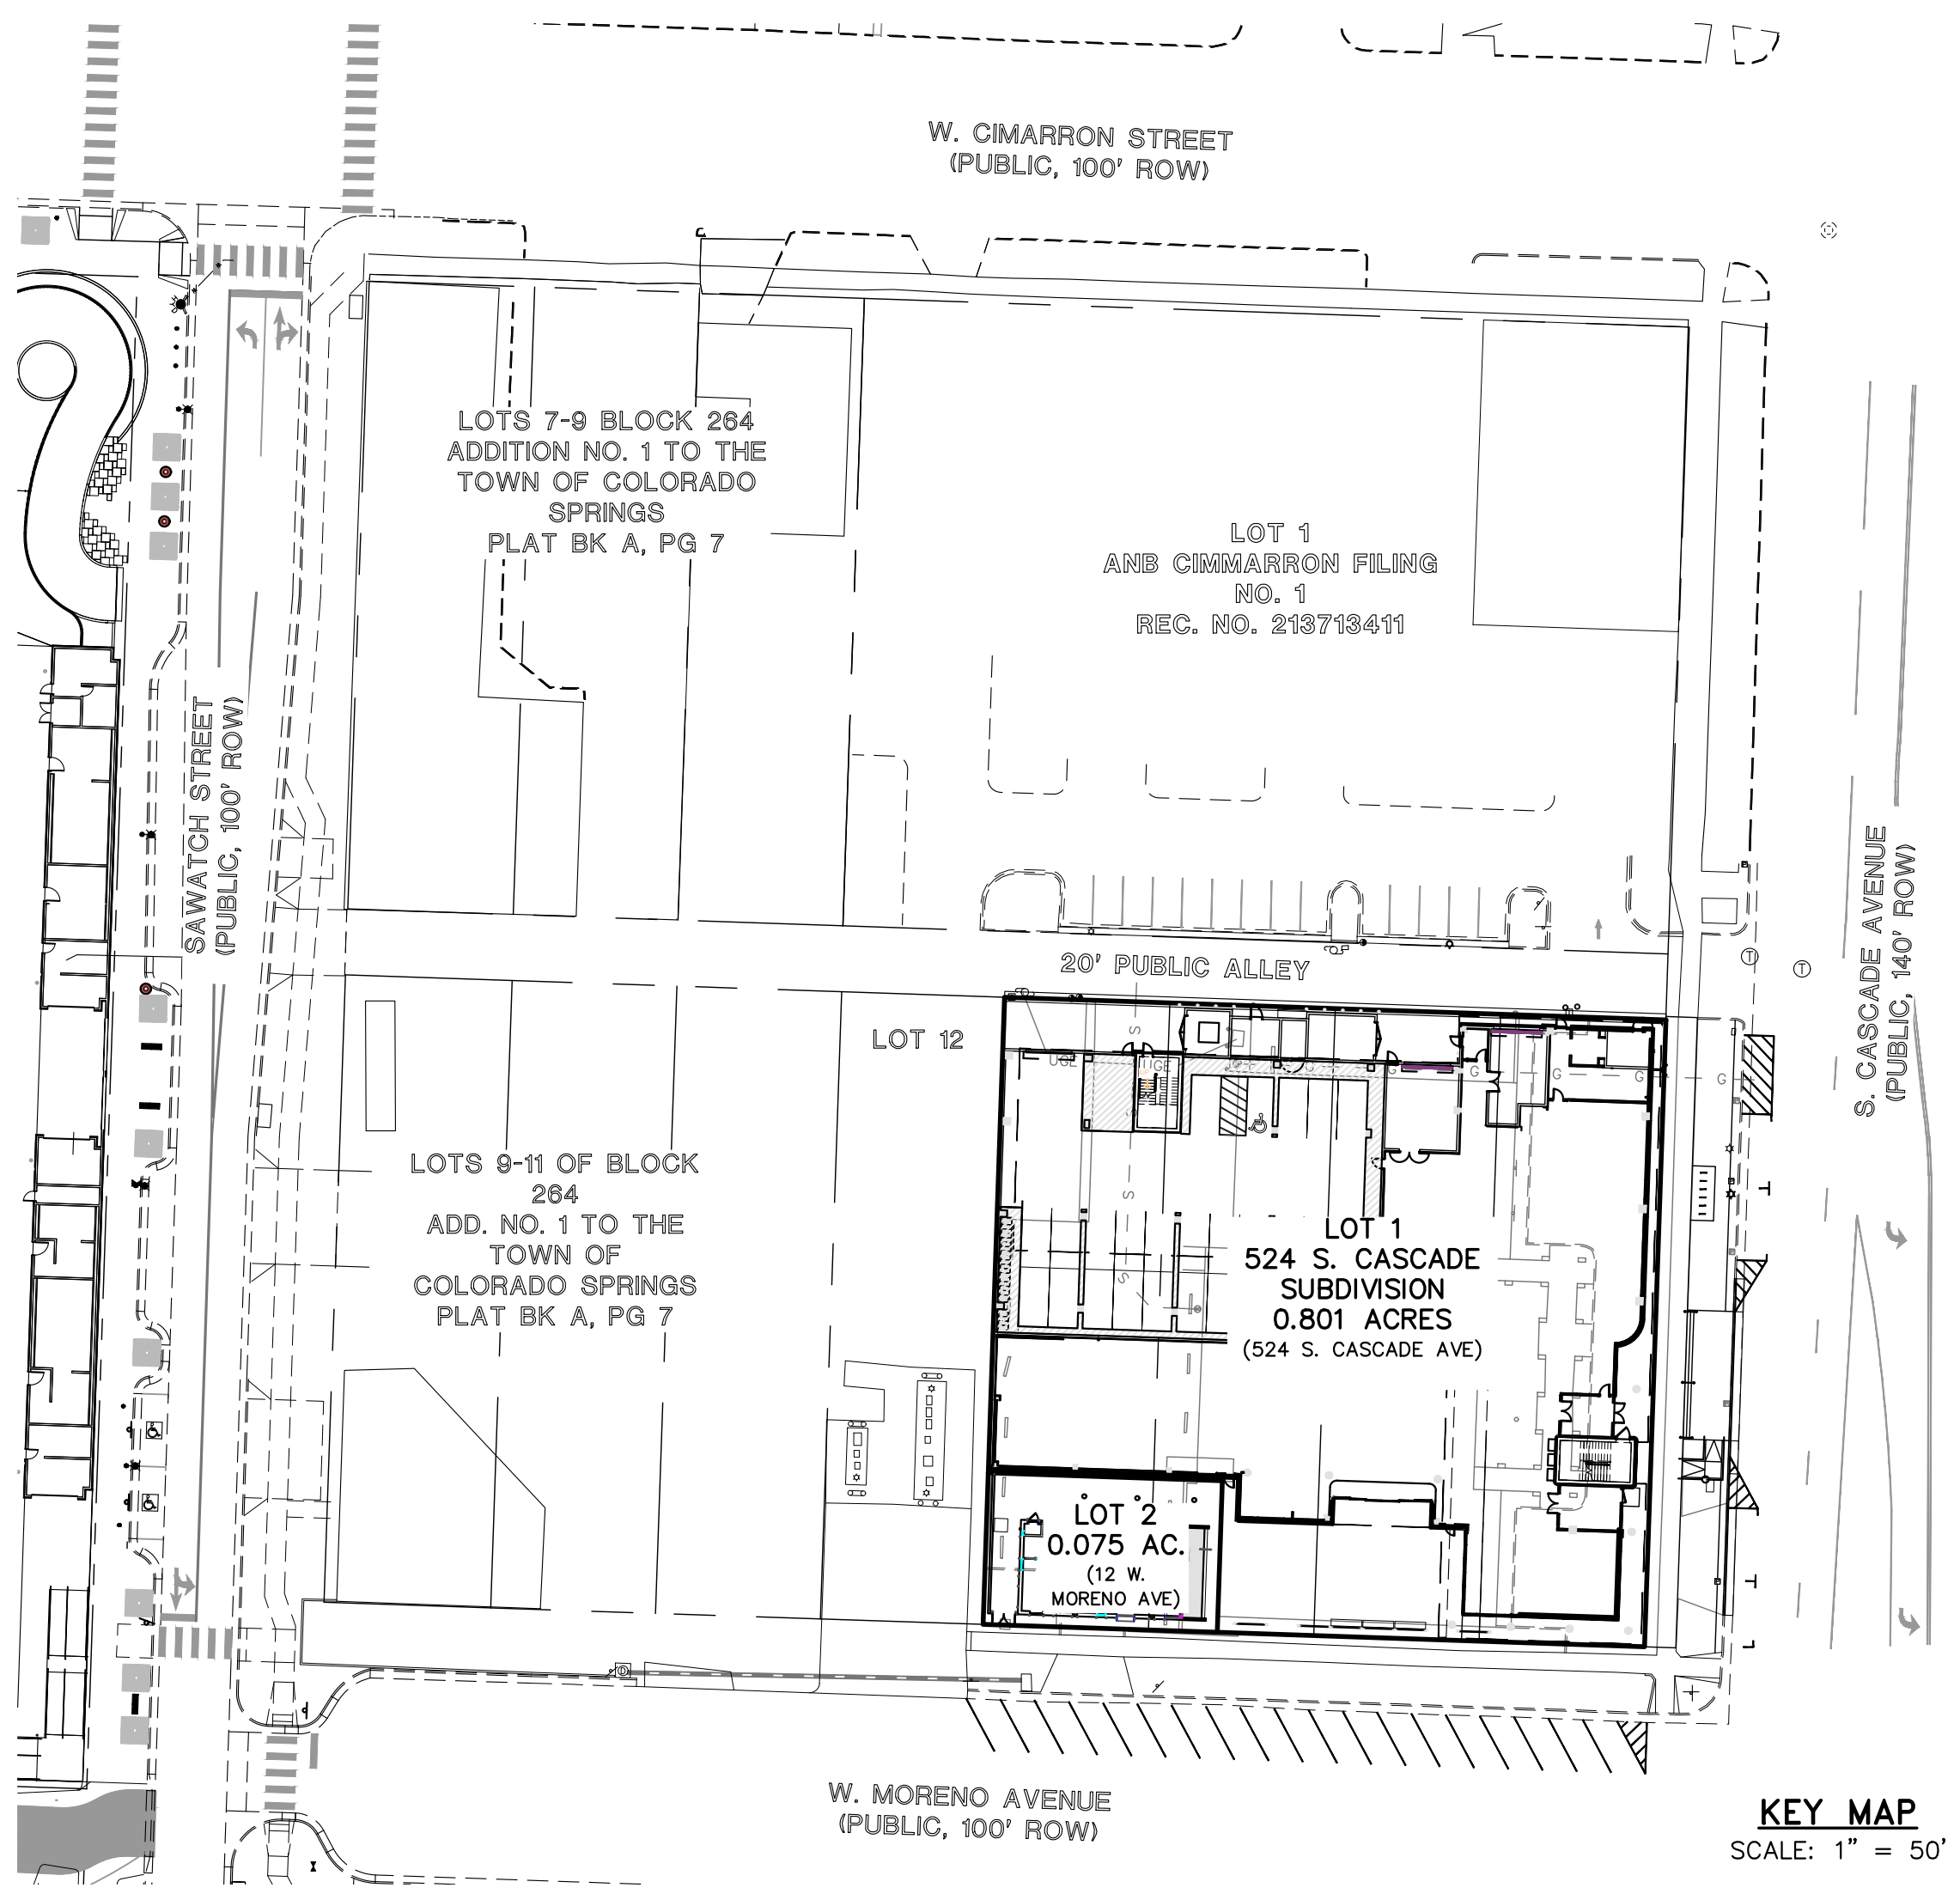 W. CIMARRON STREET
(PUBLIC, 100' ROW)
LOTS 7-9 BLOCK 264
ADDITION NO. 1 TO THE
TOWN OF COLORADO
SPRINGS
PLAT BK A, PG 7
LOT 1
ANB CIMMARRON FILING
NO. 1
REC. NO. 213713411
SAWATCH STREET
(PUBLIC, 100' ROW)
S. CASCADE AVENUE
(PUBLIC, 140' ROW)
20' PUBLIC ALLEY
T
T
LOT 12
S
UGE
UGE
G
G
G
G
G
S
S
LOTS 9-11 OF BLOCK
264
ADD. NO. 1 TO THE
TOWN OF
COLORADO SPRINGS
PLAT BK A, PG 7
LOT 1
524 S. CASCADE
SUBDIVISION
0.801 ACRES
(524 S. CASCADE AVE)
LOT 2
0.075 AC.
(12 W.
MORENO AVE)
W. MORENO AVENUE
(PUBLIC, 100' ROW)
KEY MAP
SCALE: 1" = 50'